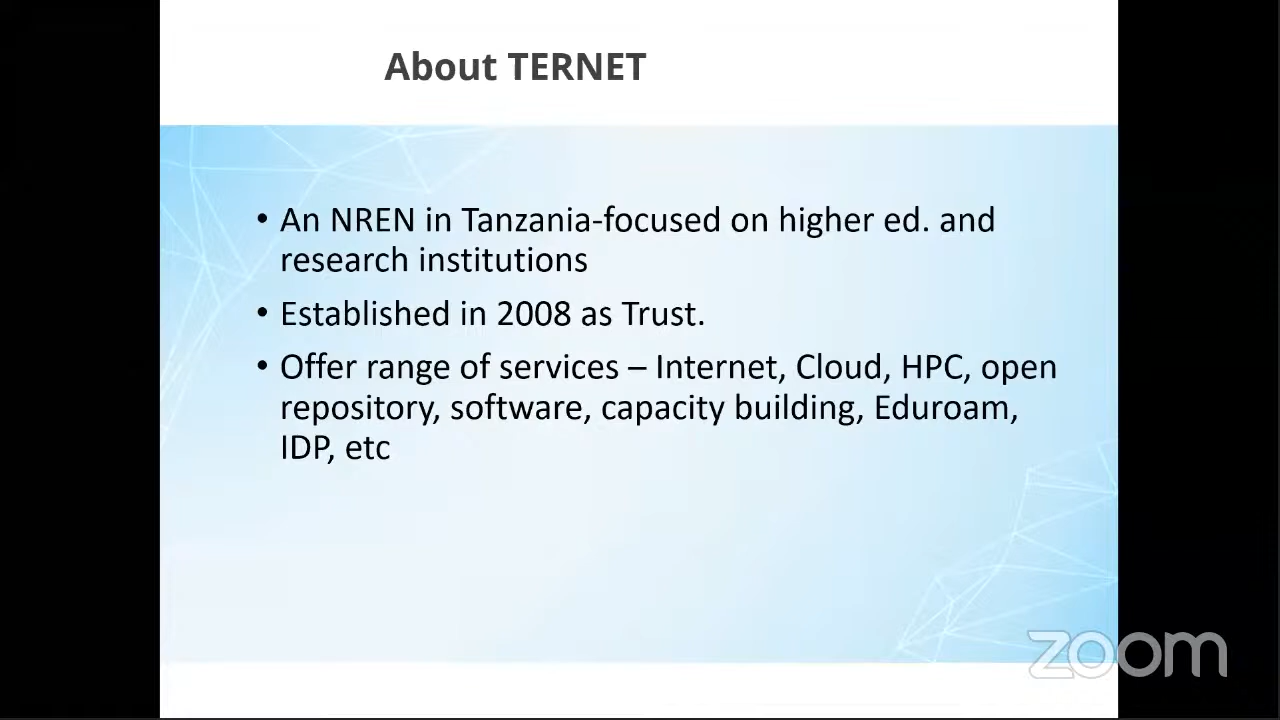 About TERNET
• An NREN in Tanzania-focused on higher ed. and
research institutions
• Established in 2008 as Trust.
• Offer range of services – Internet, Cloud, HPC, open
repository, software, capacity building, Eduroam,
IDP, etc
zoom